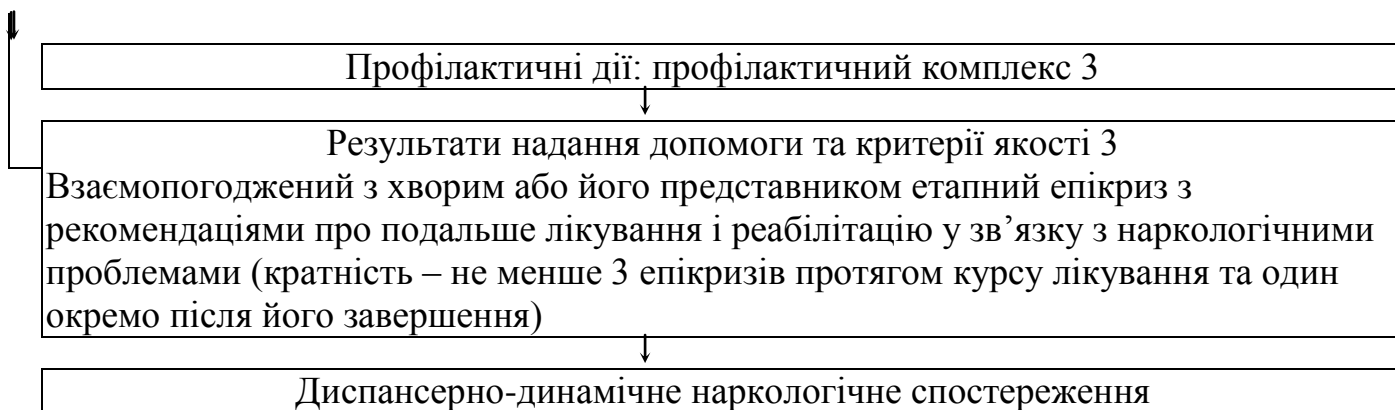 Профілактичні дії: профілактичний комплекс 3
Результати надання допомоги та критерії якості 3
Взаємопогоджений з хворим або його представником етапний епікриз з
рекомендаціями про подальше лікування і реабілітацію у зв’язку з наркологічними
проблемами (кратність – не менше 3 епікризів протягом курсу лікування та один
окремо після його завершення)
Диспансерно-динамічне наркологічне спостереження